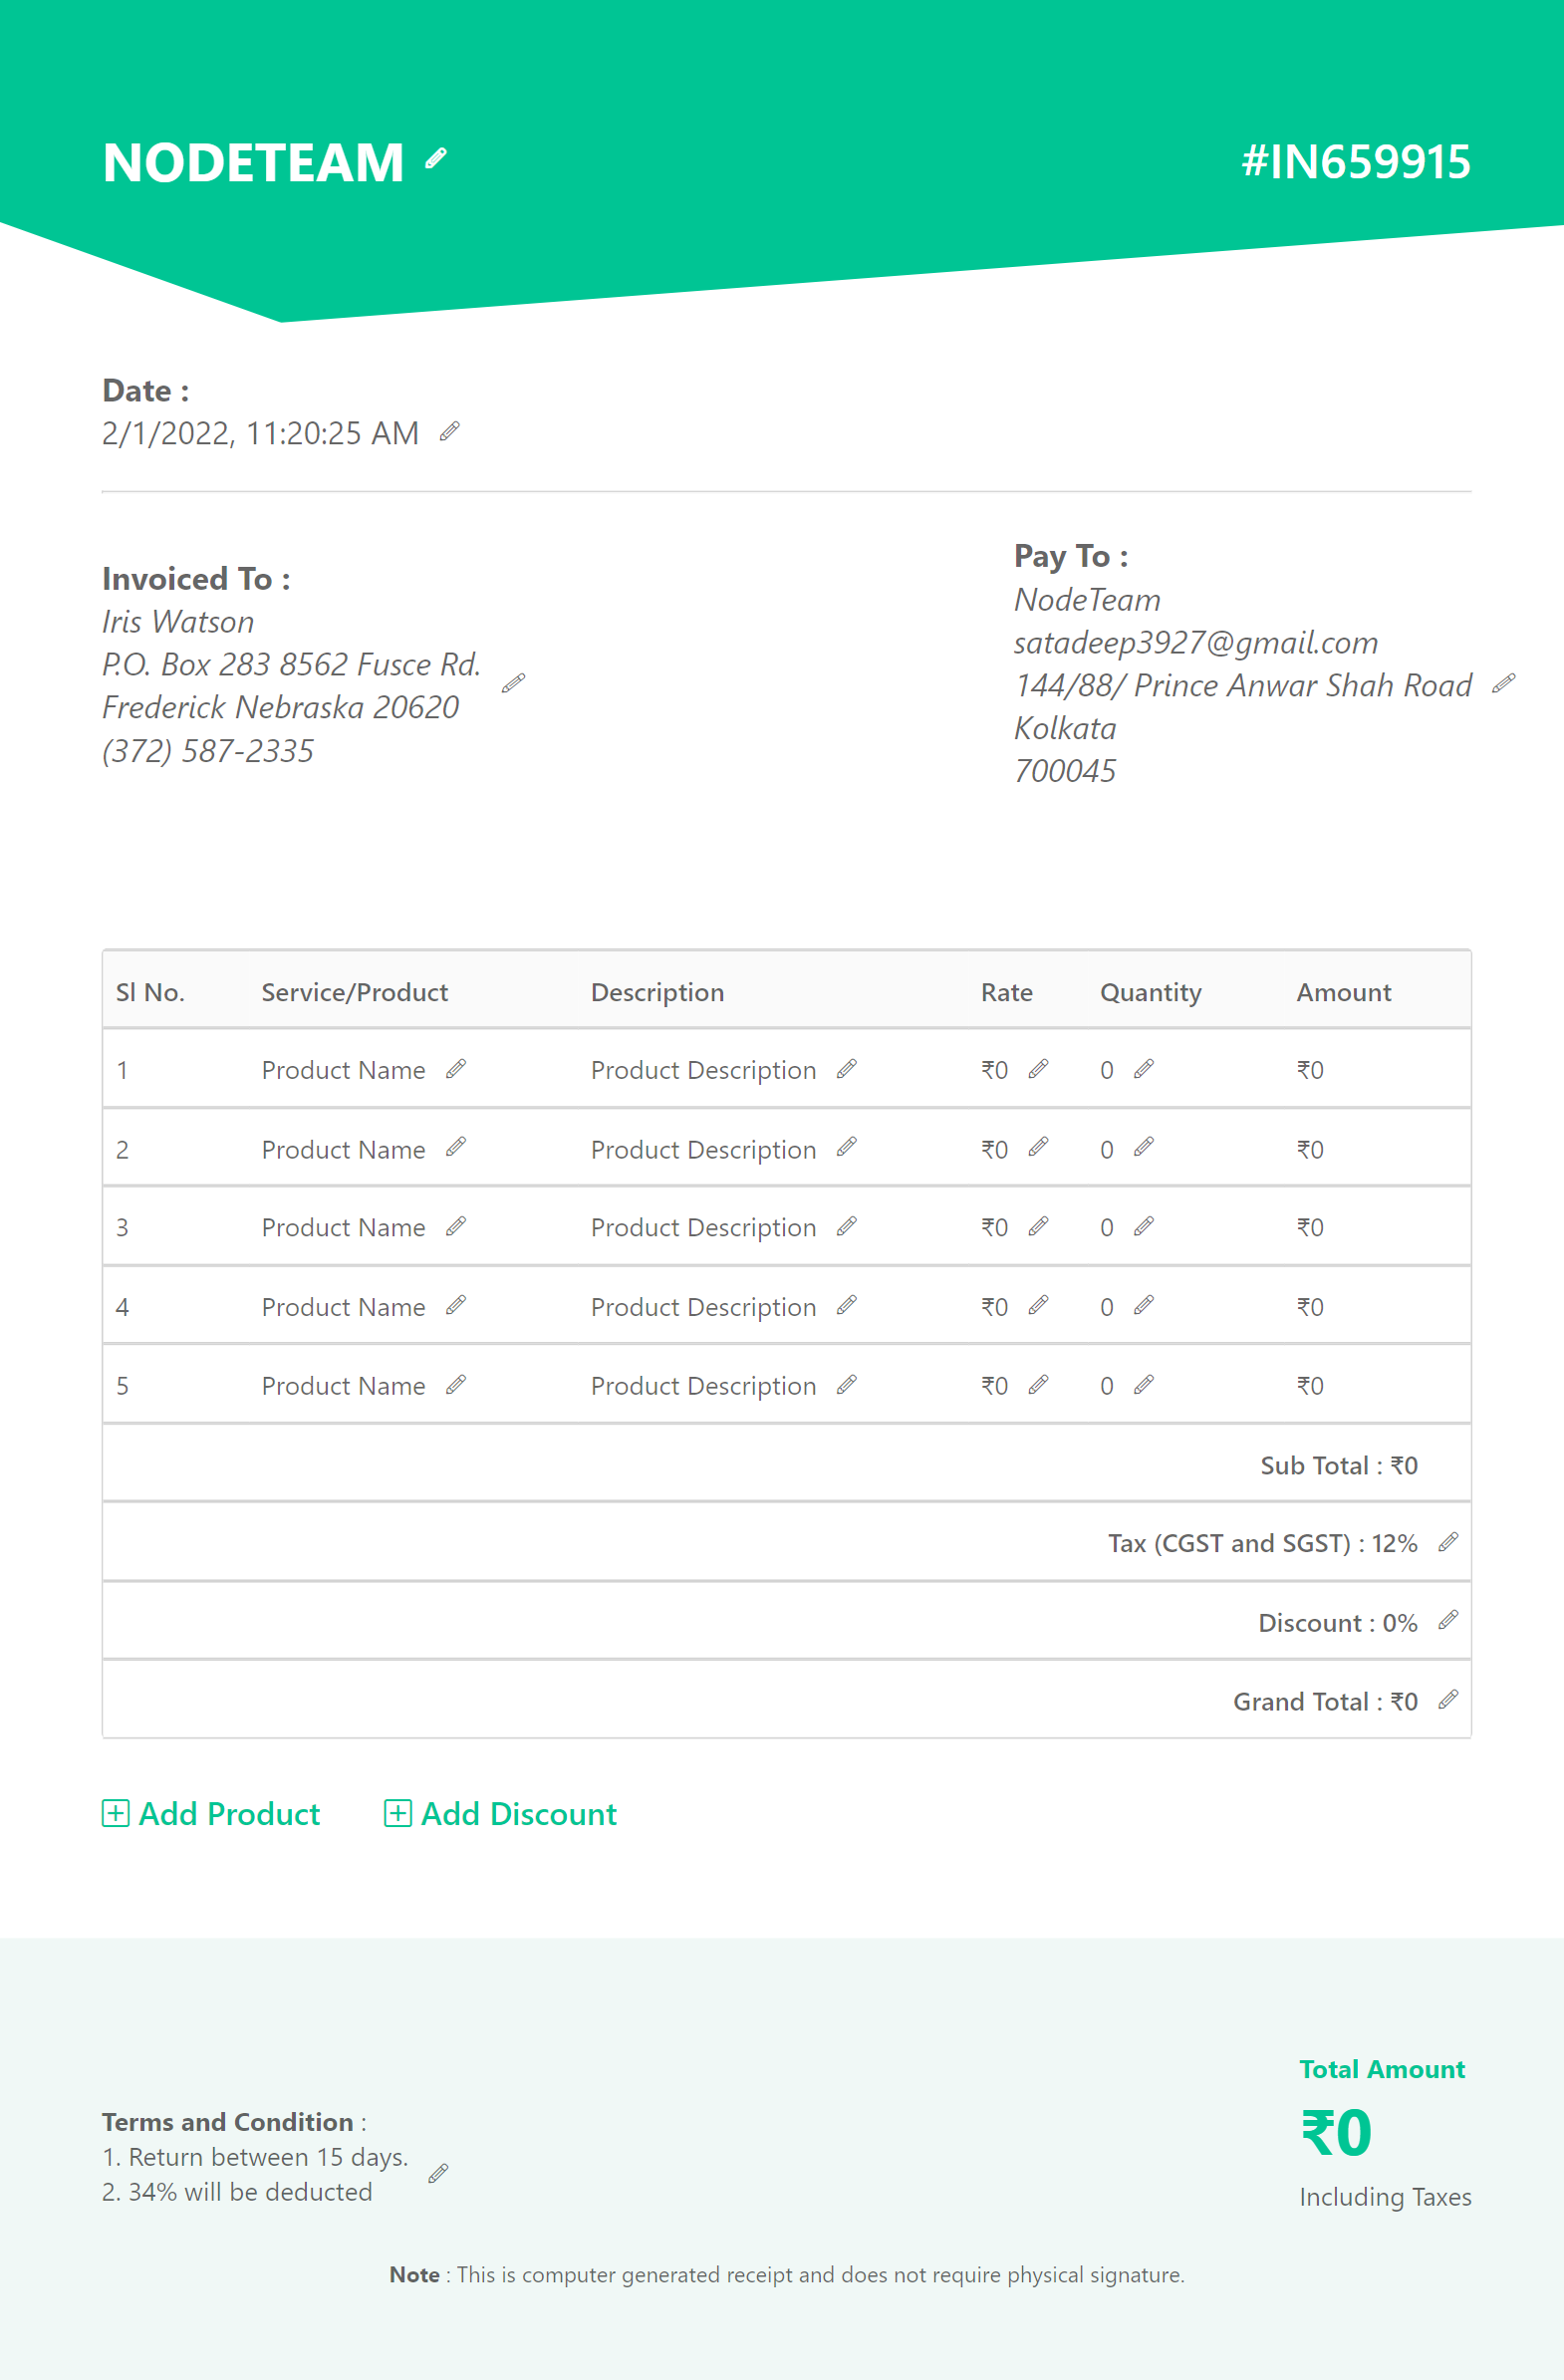 NODETEAM
#IN659915
Date :
2/1/2022, 11:20:25 AM
Invoiced To :
Iris Watson
P.O. Box 283 8562 Fusce Rd.
Frederick Nebraska 20620
(372) 587-2335
Pay To :
NodeTeam
satadeep3927@gmail.com
144/88/ Prince Anwar Shah Road
Kolkata
700045
Sl No. Service/Product Description Rate Quantity Amount
1 Product Name Product Description ₹0 0 ₹0
2 Product Name Product Description ₹0 0 ₹0
3 Product Name Product Description ₹0 0 ₹0
4 Product Name Product Description ₹0 0 ₹0
5 Product Name Product Description ₹0 0 ₹0
Sub Total : ₹0
Tax (CGST and SGST) : 12%
Discount : 0%
Grand Total : ₹0
Add Product Add Discount
Terms and Condition :
1. Return between 15 days.
2. 34% will be deducted
Total Amount
₹0
Including Taxes
Note : This is computer generated receipt and does not require physical signature.